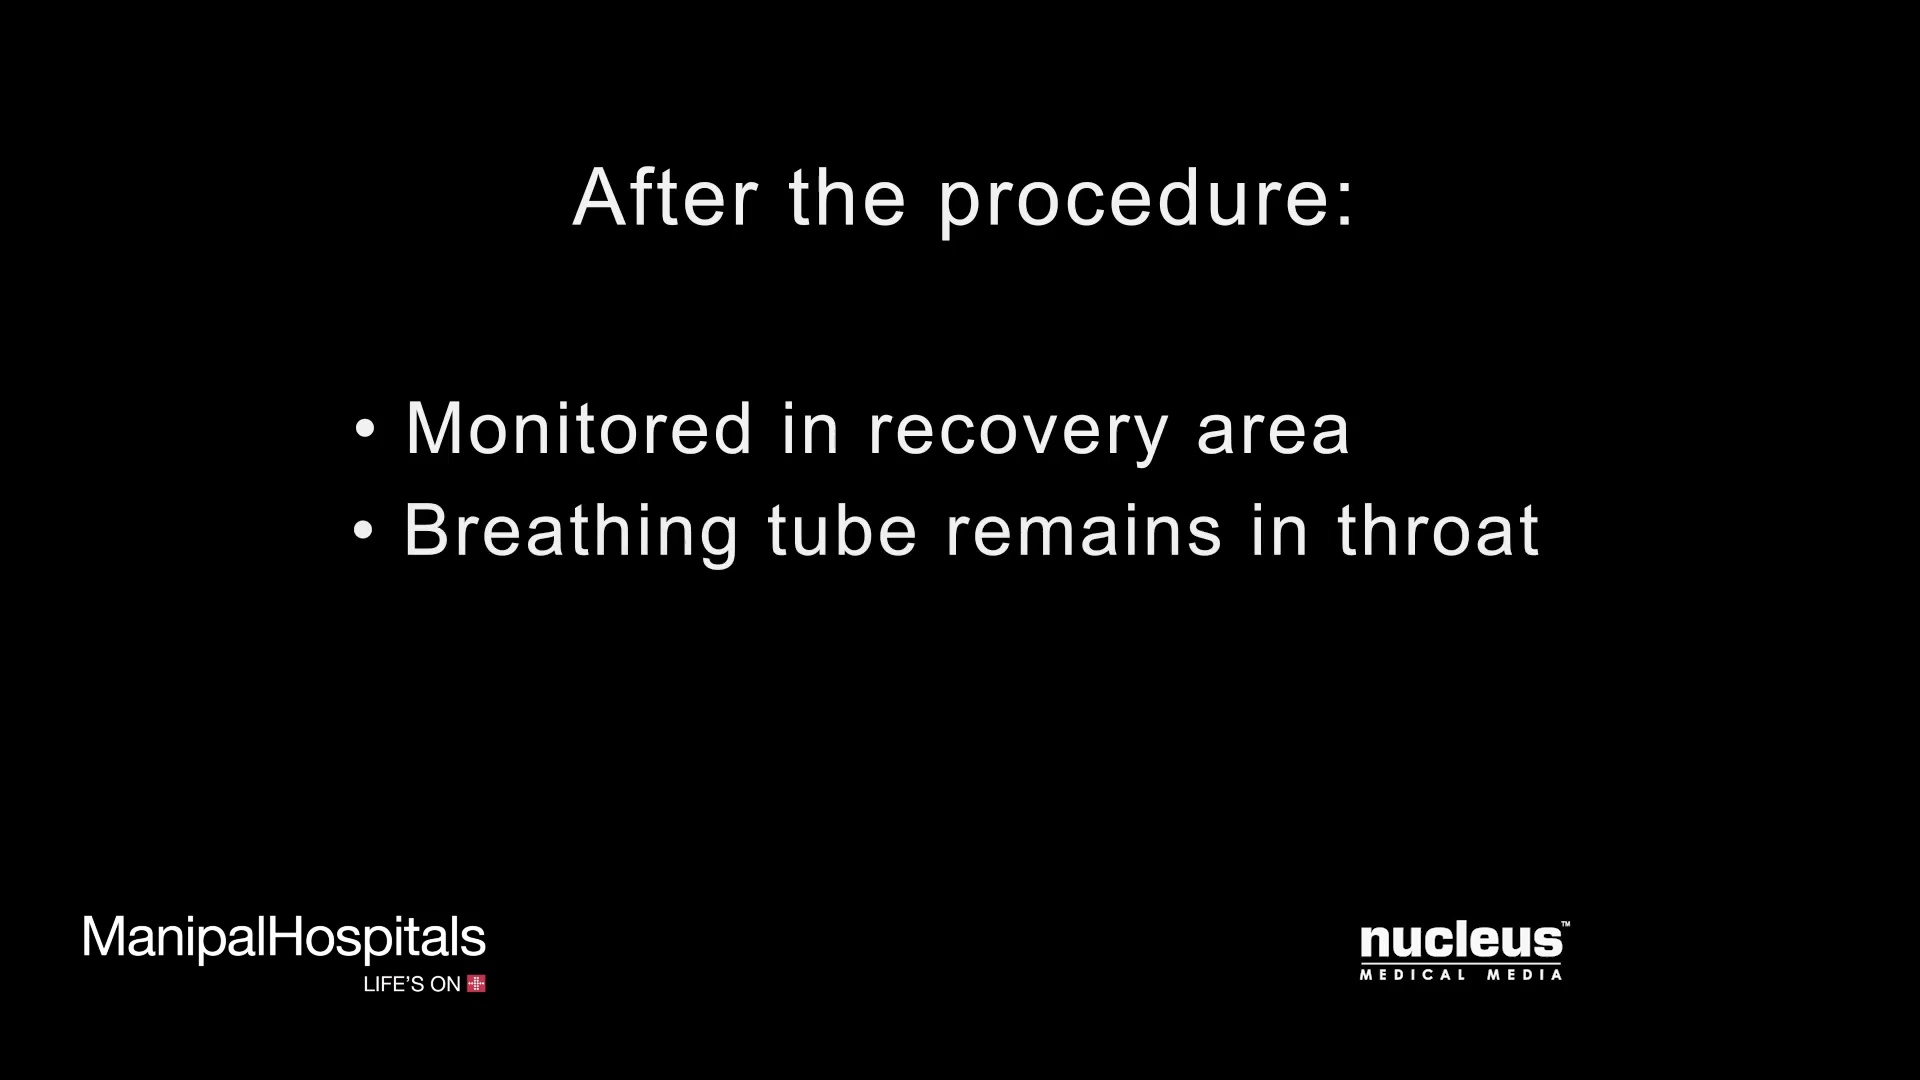 After the procedure:
• Monitored in recovery area
• Breathing tube remains in throat
ManipalHospitals
LIFE'S ON
nucleus™
MEDICAL MEDIA